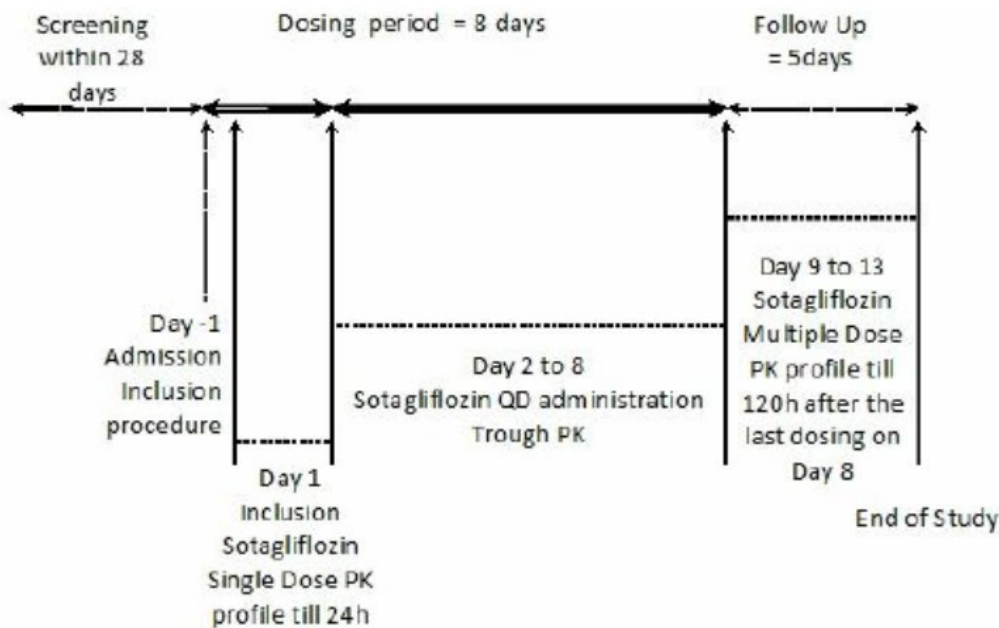 Screening
within 28
days
Dosing period = 8 days
Follow Up
= 5days
Day -1
Admission
Inclusion
procedure
Day 1
Inclusion
Sotagliflozin
Single Dose PK
profile till 24h
Day 2 to 8
Sotagliflozin QD administration
Trough PK
Day 9 to 13
Sotagliflozin
Multiple Dose
PK profile till
120h after the
last dosing on
Day 8
End of Study